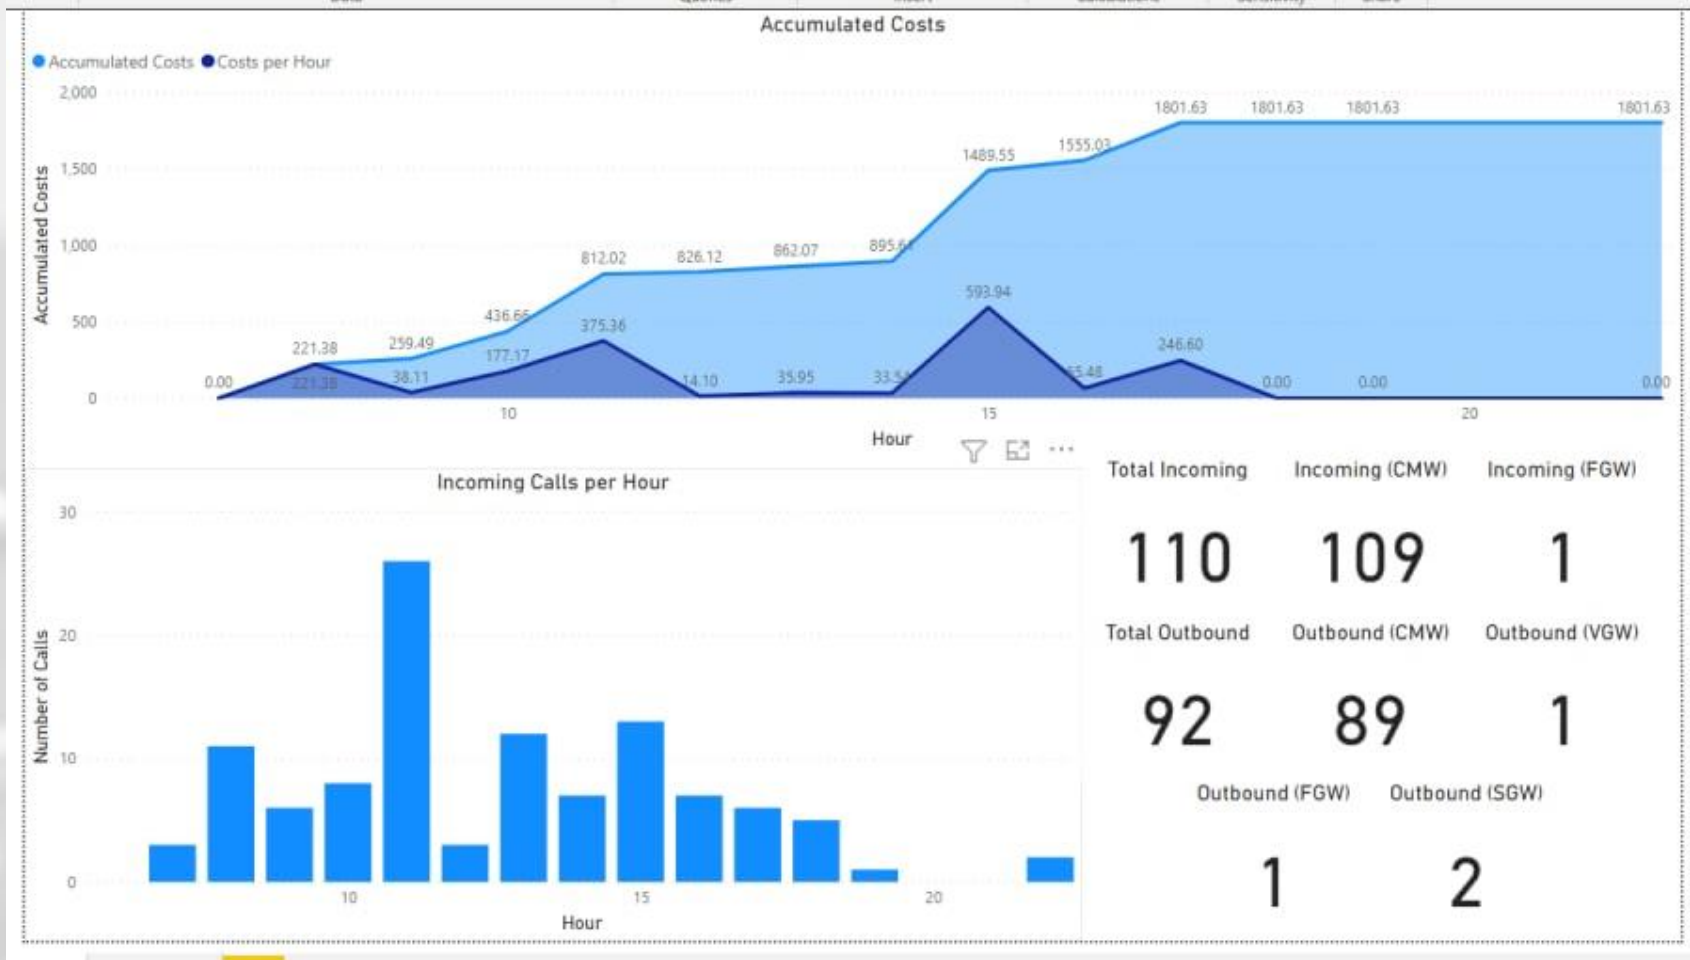 Accumulated Costs
Accumulated Costs Costs per Hour
2,000
1801.63 1801.63 1801.63 1801.63
1,500
1489.55 1555.03
1,000
812.02 826.12 862.07
500
436.66
593.94
375.36
221.38 259.49
177.17
246.60
0.00 221.38 38.11 14.10 35.95 0.00 0.00 0.00
0
10 15 20
Accumulated Costs
Hour
Incoming Calls per Hour
30
20
10
0
10 15 20
Number of Calls
Hour
Total Incoming Incoming (CMW) Incoming (FGW)
110 109 1
Total Outbound Outbound (CMW) Outbound (VGW)
92 89 1
Outbound (FGW) Outbound (SGW)
1 2